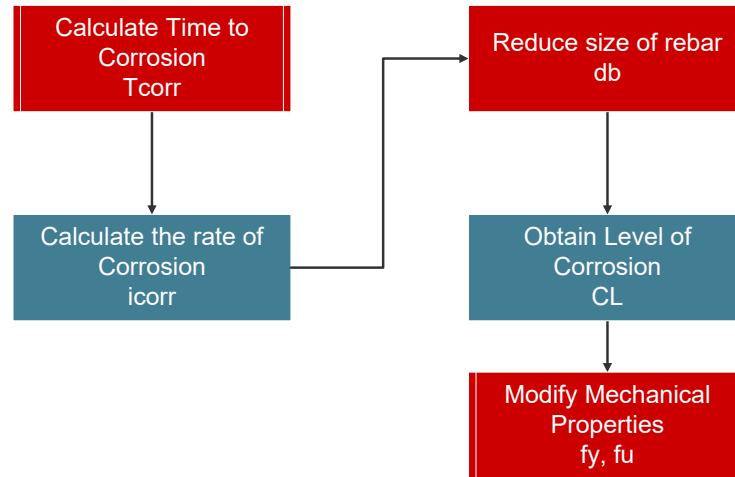 Calculate Time to
Corrosion
Tcorr
Calculate the rate of
Corrosion
icorr
Reduce size of rebar
db
Obtain Level of
Corrosion
CL
Modify Mechanical
Properties
fy, fu